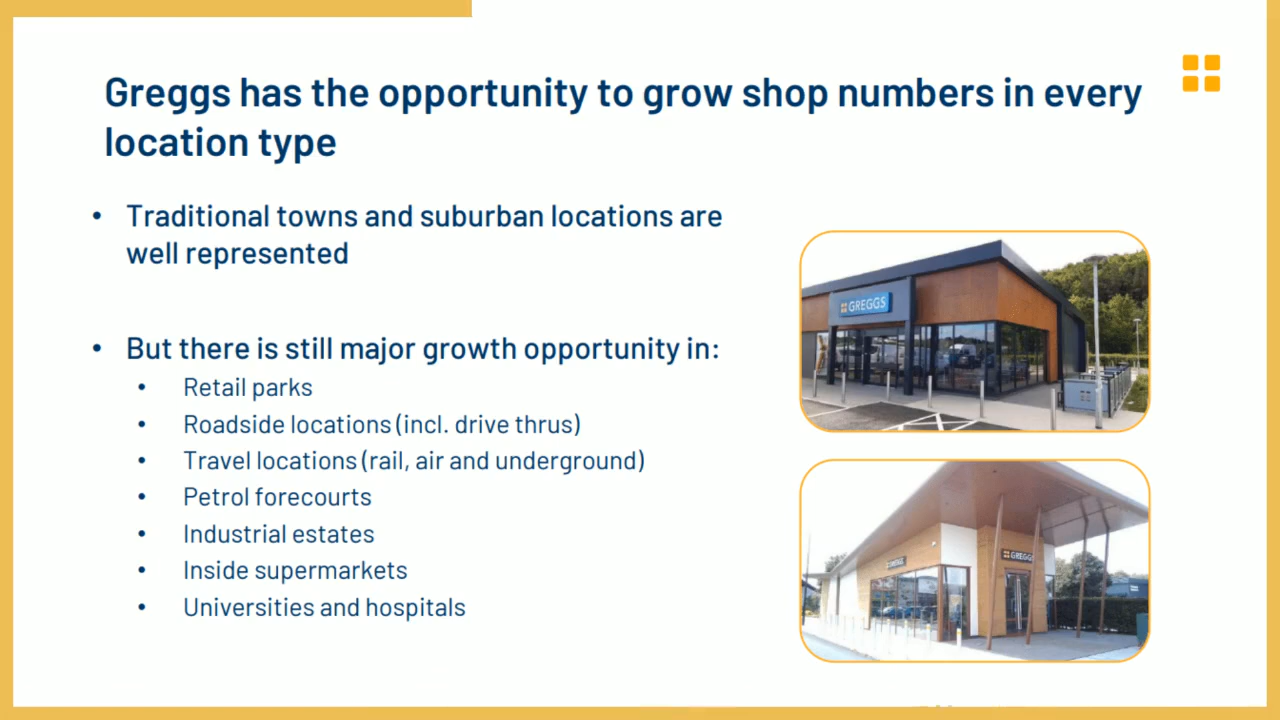 Greggs has the opportunity to grow shop numbers in every
location type
• Traditional towns and suburban locations are
well represented
• But there is still major growth opportunity in:
• Retail parks
• Roadside locations (incl. drive thrus)
• Travel locations (rail, air and underground)
• Petrol forecourts
• Industrial estates
• Inside supermarkets
• Universities and hospitals
GREGGS
GREGGS
GREGGS